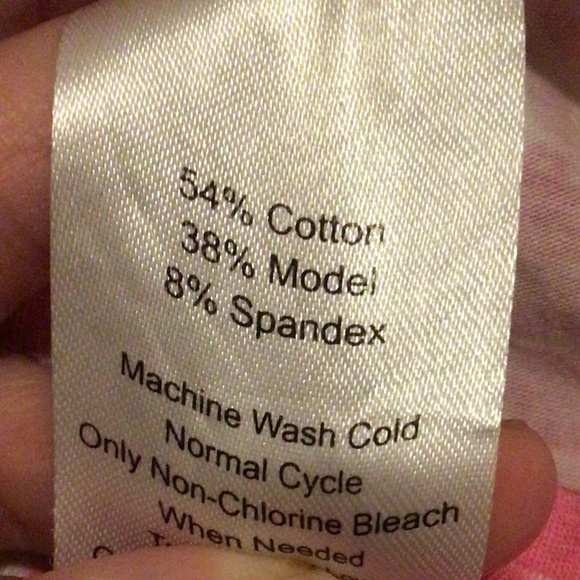 54% Cotton
38% Model
8% Spandex
Machine Wash Cold
Normal Cycle
Only Non-Chlorine Bleach
When Needed